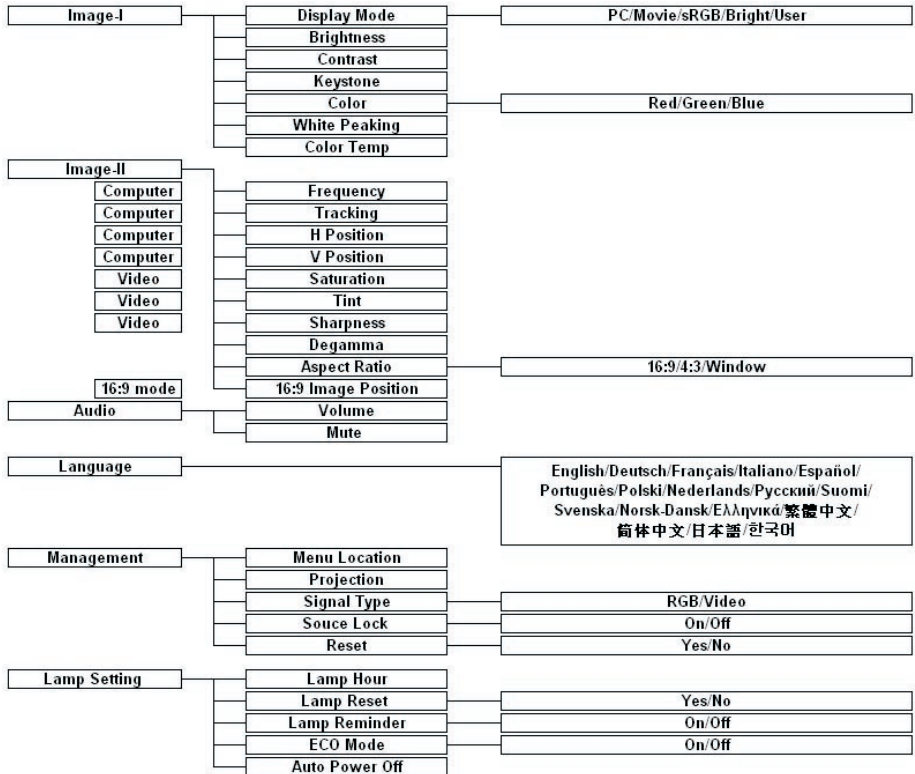 Image-I Display Mode PC/Movie/sRGB/Bright/User
Brightness
Contrast
Keystone
Color Red/Green/Blue
White Peaking
Color Temp
Image-II
Computer Frequency
Computer Tracking
Computer H Position
Computer V Position
Video Saturation
Video Tint
Video Sharpness
Degamma
Aspect Ratio 16:9/4:3/Window
16:9 mode 16:9 Image Position
Audio Volume
Mute
Language English/Deutsch/Français/Italiano/Español/
Português/Polski/Nederlands/Русский/Suomi/
Svenska/Norsk-Dansk/Ελληνικά/繁體中文/
简体中文/日本語/한국어
Management Menu Location
Projection
Signal Type RGB/Video
Souce Lock On/Off
Reset Yes/No
Lamp Setting Lamp Hour
Lamp Reset Yes/No
Lamp Reminder On/Off
ECO Mode On/Off
Auto Power Off